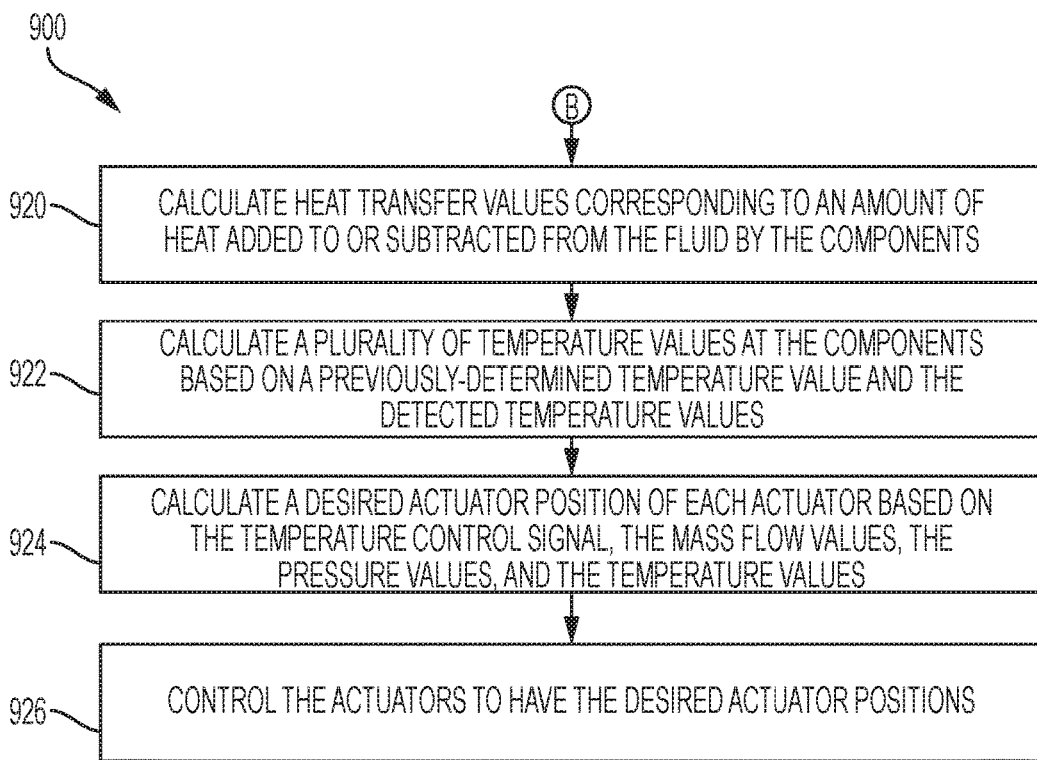 900
B
920
CALCULATE HEAT TRANSFER VALUES CORRESPONDING TO AN AMOUNT OF
HEAT ADDED TO OR SUBTRACTED FROM THE FLUID BY THE COMPONENTS
922
CALCULATE A PLURALITY OF TEMPERATURE VALUES AT THE COMPONENTS
BASED ON A PREVIOUSLY-DETERMINED TEMPERATURE VALUE AND THE
DETECTED TEMPERATURE VALUES
924
CALCULATE A DESIRED ACTUATOR POSITION OF EACH ACTUATOR BASED ON
THE TEMPERATURE CONTROL SIGNAL, THE MASS FLOW VALUES, THE
PRESSURE VALUES, AND THE TEMPERATURE VALUES
926
CONTROL THE ACTUATORS TO HAVE THE DESIRED ACTUATOR POSITIONS